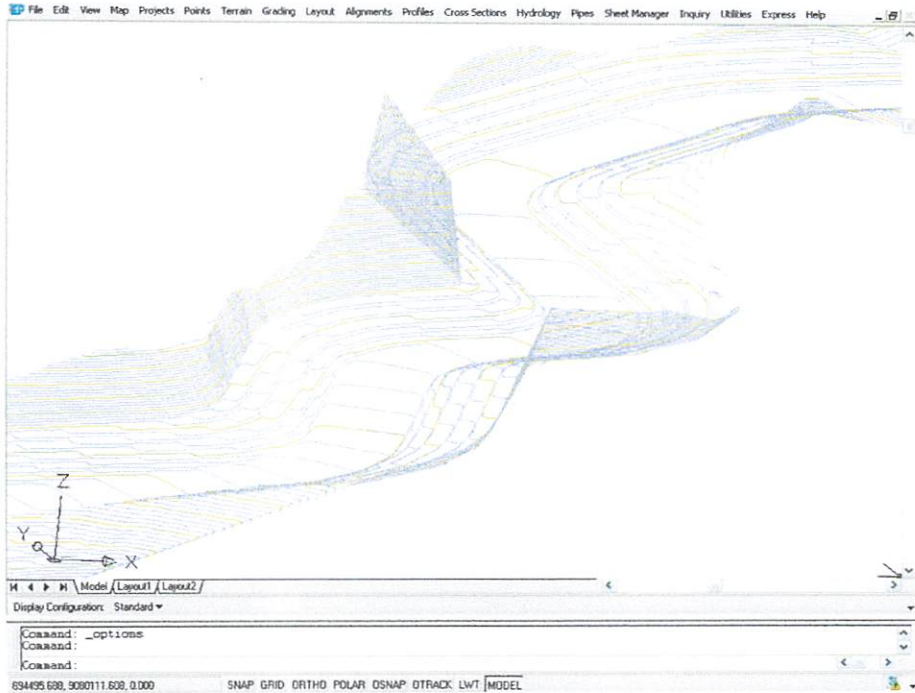 File Edit View Map Projects Points Terrain Grading Layout Alignments Profiles Cross Sections Hydrology Pipes Sheet Manager Inquiry Utilities Express Help
Z
Y
X
Model Layout1 Layout2
Display Configuration: Standard
Command: _options
Command:
Command:
694495.688, 9080111.608, 0.000 SNAP GRID ORTHO POLAR OSNAP OTRACK LWT MODEL